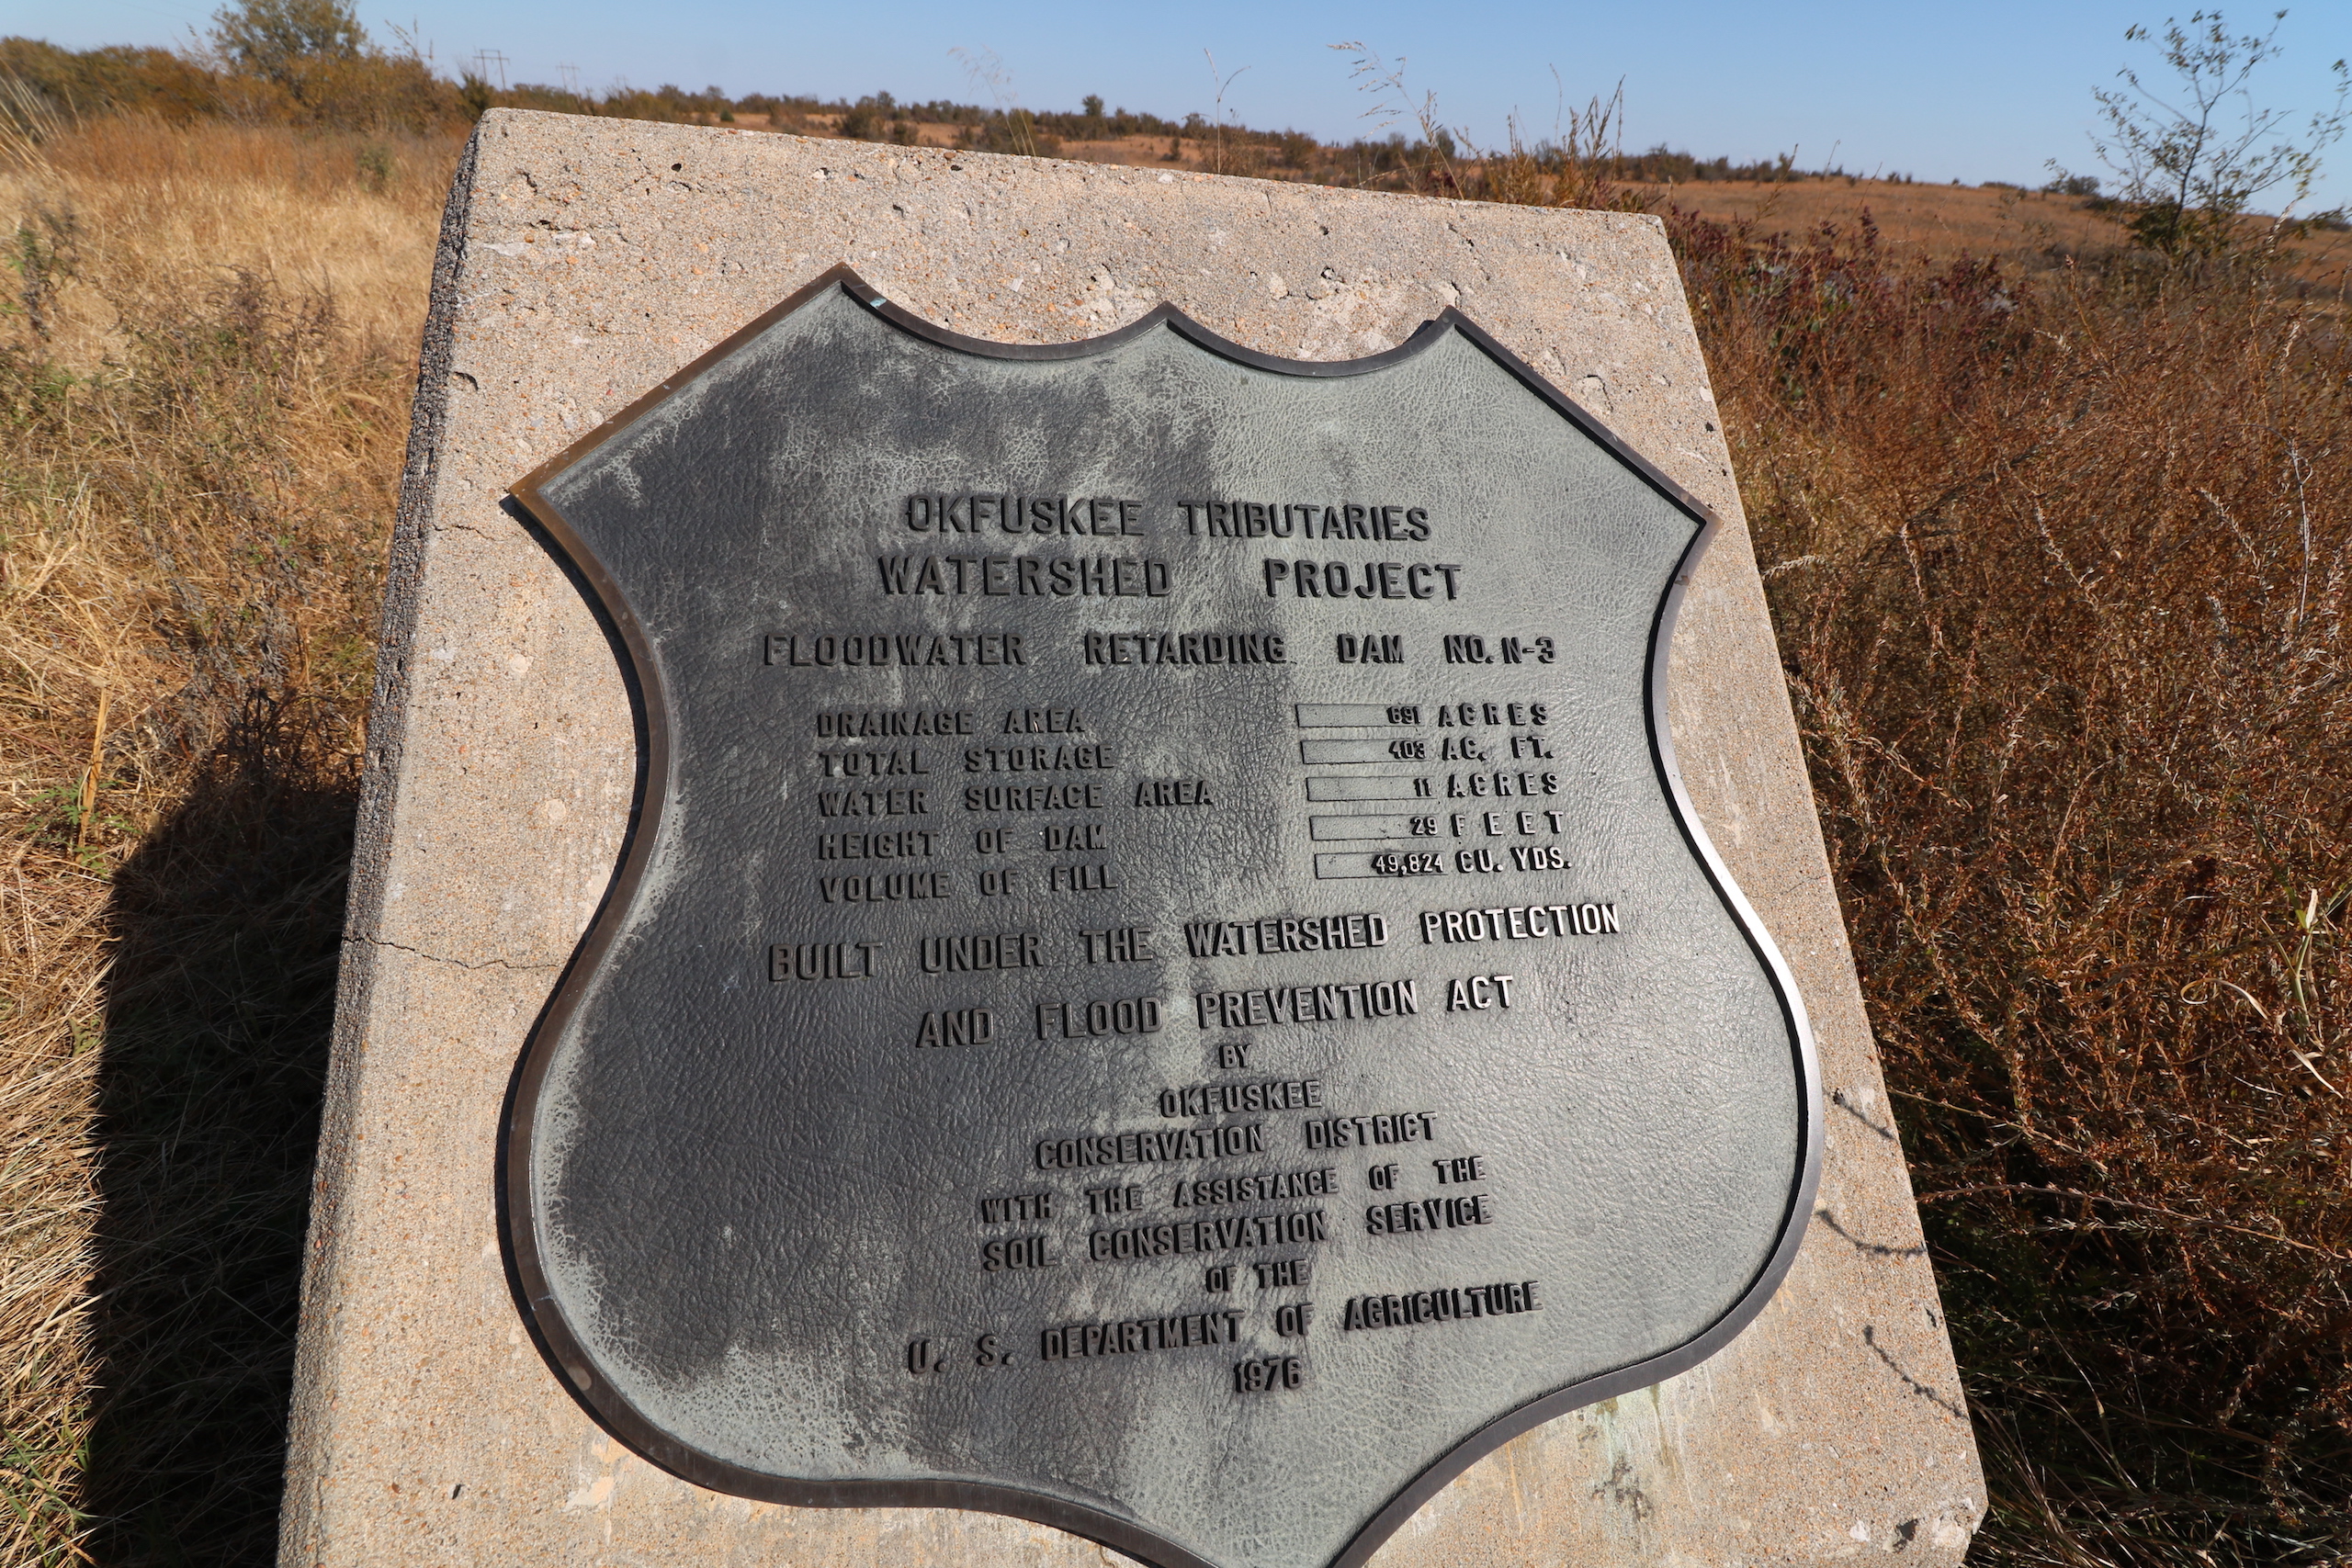 OKFUSKEE TRIBUTARIES
WATERSHED PROJECT
FLOODWATER RETARDING DAM NO. N-3
DRAINAGE AREA 691 ACRES
TOTAL STORAGE 403 AC. FT.
WATER SURFACE AREA 11 ACRES
HEIGHT OF DAM 29 FEET
VOLUME OF FILL 49,824 CU. YDS.
BUILT UNDER THE WATERSHED PROTECTION
AND FLOOD PREVENTION ACT
BY
OKFUSKEE
CONSERVATION DISTRICT
WITH THE ASSISTANCE OF THE
SOIL CONSERVATION SERVICE
OF THE
U. S. DEPARTMENT OF AGRICULTURE
1976